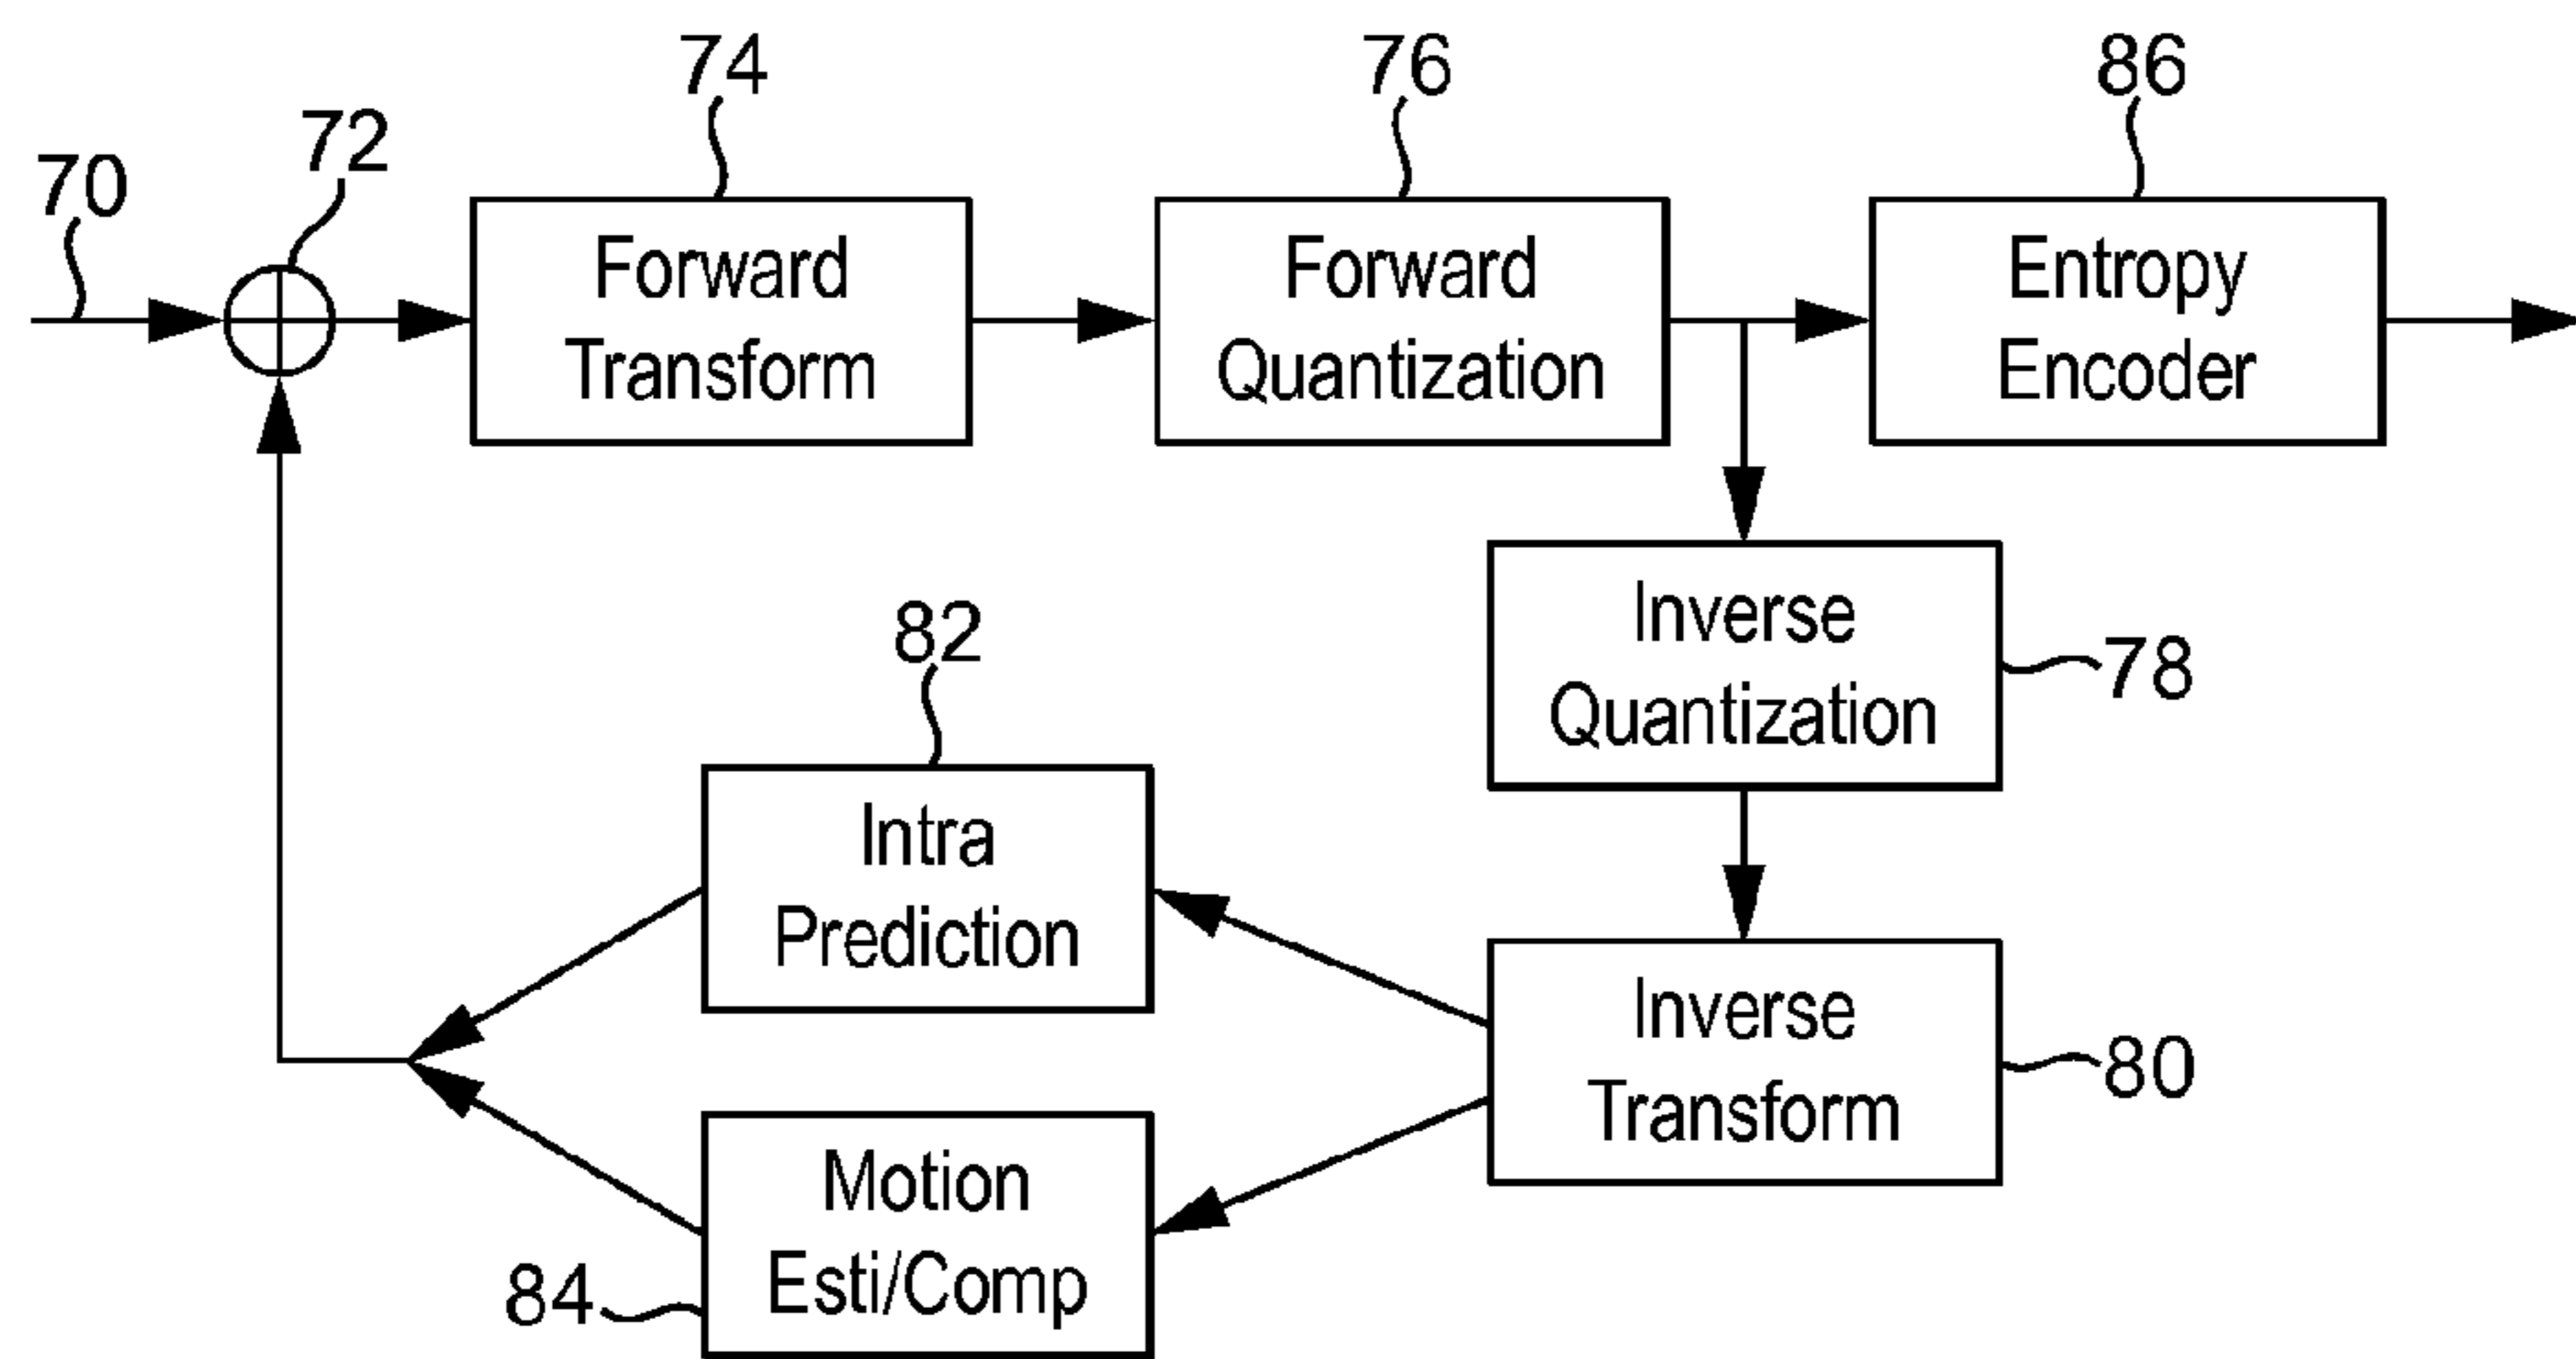 74
76
86
72
70
Forward
Transform
Forward
Quantization
Entropy
Encoder
Inverse
Quantization
78
82
Intra
Prediction
Inverse
Transform
80
Motion
Esti/Comp
84